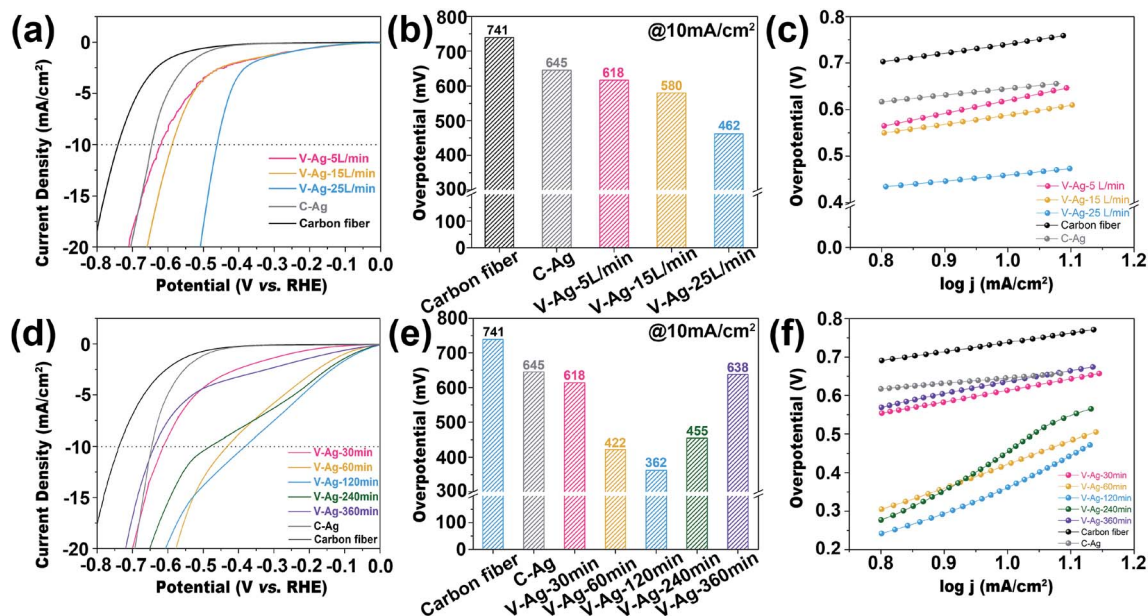 (a)
0
-5
-10
-15
-20
Current Density (mA/cm²)
V-Ag-5L/min
V-Ag-15L/min
V-Ag-25L/min
C-Ag
Carbon fiber
-0.8 -0.7 -0.6 -0.5 -0.4 -0.3 -0.2 -0.1 0.0
Potential (V vs. RHE)
(b)
@10mA/cm²
800
700
600
500
400
300
100
0
Overpotential (mV)
741
645
618
580
462
Carbon fiber
C-Ag
V-Ag-5L/min
V-Ag-15L/min
V-Ag-25L/min
(c)
0.7
0.6
0.5
0.4
0.0
Overpotential (V)
V-Ag-5 L/min
V-Ag-15 L/min
V-Ag-25 L/min
Carbon fiber
C-Ag
0.8 0.9 1.0 1.1 1.2
log j (mA/cm²)
(d)
0
-5
-10
-15
-20
Current Density (mA/cm²)
V-Ag-30min
V-Ag-60min
V-Ag-120min
V-Ag-240min
V-Ag-360min
C-Ag
Carbon fiber
-0.8 -0.7 -0.6 -0.5 -0.4 -0.3 -0.2 -0.1 0.0
Potential (V vs. RHE)
(e)
@10mA/cm²
800
700
600
500
400
300
100
0
Overpotential (mV)
741
645
618
422
362
455
638
Carbon fiber
C-Ag
V-Ag-30min
V-Ag-60min
V-Ag-120min
V-Ag-240min
V-Ag-360min
(f)
0.8
0.7
0.6
0.5
0.4
0.3
0.2
Overpotential (V)
V-Ag-30min
V-Ag-60min
V-Ag-120min
V-Ag-240min
V-Ag-360min
Carbon fiber
C-Ag
0.8 0.9 1.0 1.1 1.2
log j (mA/cm²)